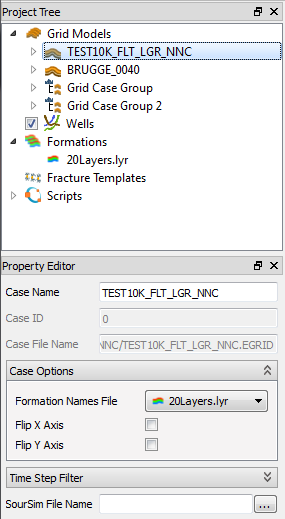 Project Tree
Grid Models
TEST10K_FLT_LGR_NNC
BRUGGE_0040
Grid Case Group
Grid Case Group 2
Wells
Formations
20Layers.lyr
Fracture Templates
Scripts
Property Editor
Case Name TEST10K_FLT_LGR_NNC
Case ID 0
Case File Name NNC/TEST10K_FLT_LGR_NNC.EGRID
Case Options
Formation Names File 20Layers.lyr
Flip X Axis
Flip Y Axis
Time Step Filter
SourSim File Name ...